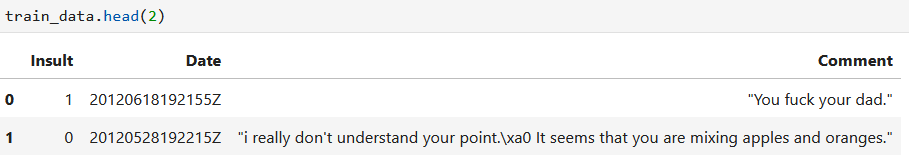 train_data.head(2)
Insult Date Comment
0 1 20120618192155Z "You fuck your dad."
1 0 20120528192215Z "i really don't understand your point.\xa0 It seems that you are mixing apples and oranges."